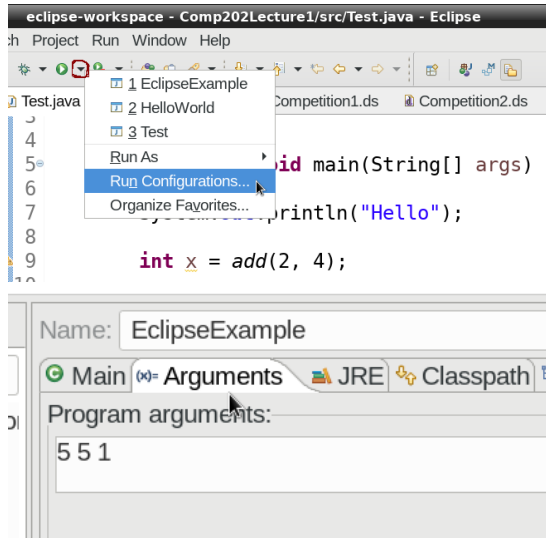 eclipse-workspace - Comp202Lecture1/src/Test.java - Eclipse
Project Run Window Help
1 EclipseExample
Test.java
2 HelloWorld
Competition1.ds
Competition2.ds
3 Test
4
Run As
5 main(String[] args)
6
Run Configurations...
7 println("Hello");
Organize Favorites...
8
9 int x = add(2, 4);
Name: EclipseExample
Main (x)= Arguments JRE Classpath
Program arguments:
5 5 1